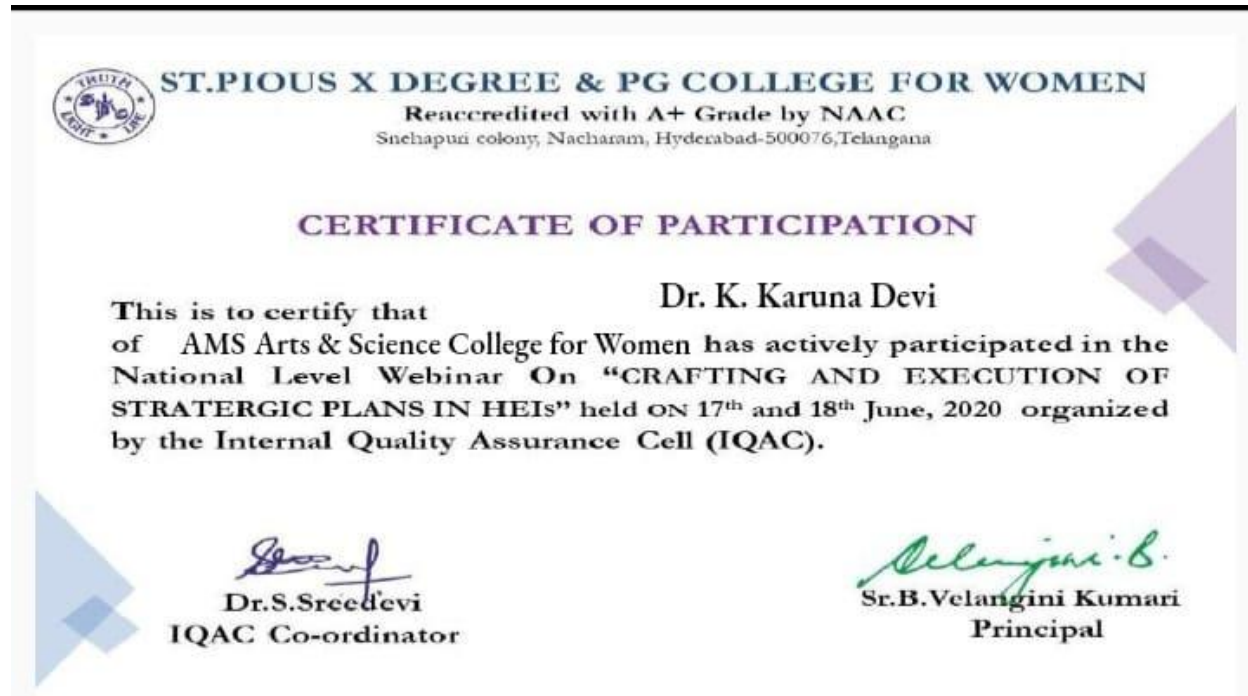 TRUTH
LIGHT * LIFE
ST.PIOUS X DEGREE & PG COLLEGE FOR WOMEN
Reaccredited with A+ Grade by NAAC
Snehapuri colony, Nacharam, Hyderabad-500076,Telangana
CERTIFICATE OF PARTICIPATION
This is to certify that Dr. K. Karuna Devi
of AMS Arts & Science College for Women has actively participated in the
National Level Webinar On “CRAFTING AND EXECUTION OF
STRATERGIC PLANS IN HEIs” held ON 17th and 18th June, 2020 organized
by the Internal Quality Assurance Cell (IQAC).
Velangini.B.
Dr.S.Sreedevi
IQAC Co-ordinator
Sr.B.Velangini Kumari
Principal